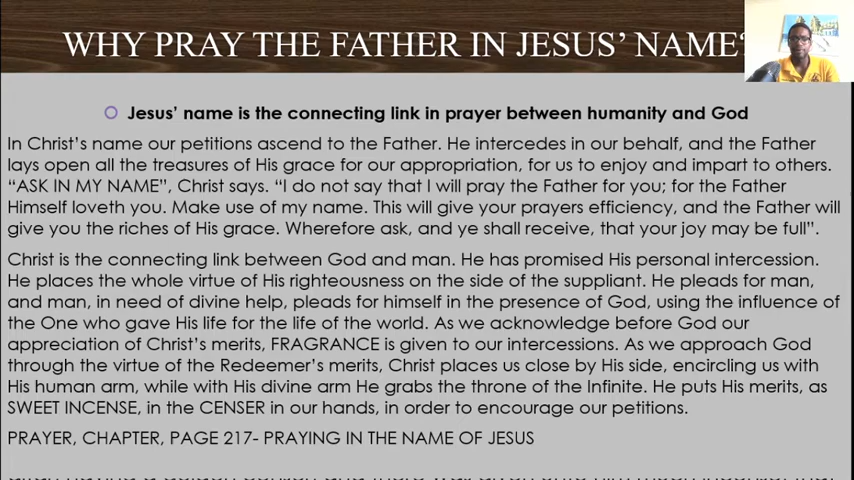 WHY PRAY THE FATHER IN JESUS' NAME?
Jesus' name is the connecting link in prayer between humanity and God
In Christ's name our petitions ascend to the Father. He intercedes in our behalf, and the Father
lays open all the treasures of His grace for our appropriation, for us to enjoy and impart to others.
“ASK IN MY NAME”, Christ says. “I do not say that I will pray the Father for you; for the Father
Himself loveth you. Make use of my name. This will give your prayers efficiency, and the Father will
give you the riches of His grace. Wherefore ask, and ye shall receive, that your joy may be full”.
Christ is the connecting link between God and man. He has promised His personal intercession.
He places the whole virtue of His righteousness on the side of the suppliant. He pleads for man,
and man, in need of divine help, pleads for himself in the presence of God, using the influence of
the One who gave His life for the life of the world. As we acknowledge before God our
appreciation of Christ's merits, FRAGRANCE is given to our intercessions. As we approach God
through the virtue of the Redeemer's merits, Christ places us close by His side, encircling us with
His human arm, while with His divine arm He grabs the throne of the Infinite. He puts His merits, as
SWEET INCENSE, in the CENSER in our hands, in order to encourage our petitions.
PRAYER, CHAPTER, PAGE 217- PRAYING IN THE NAME OF JESUS